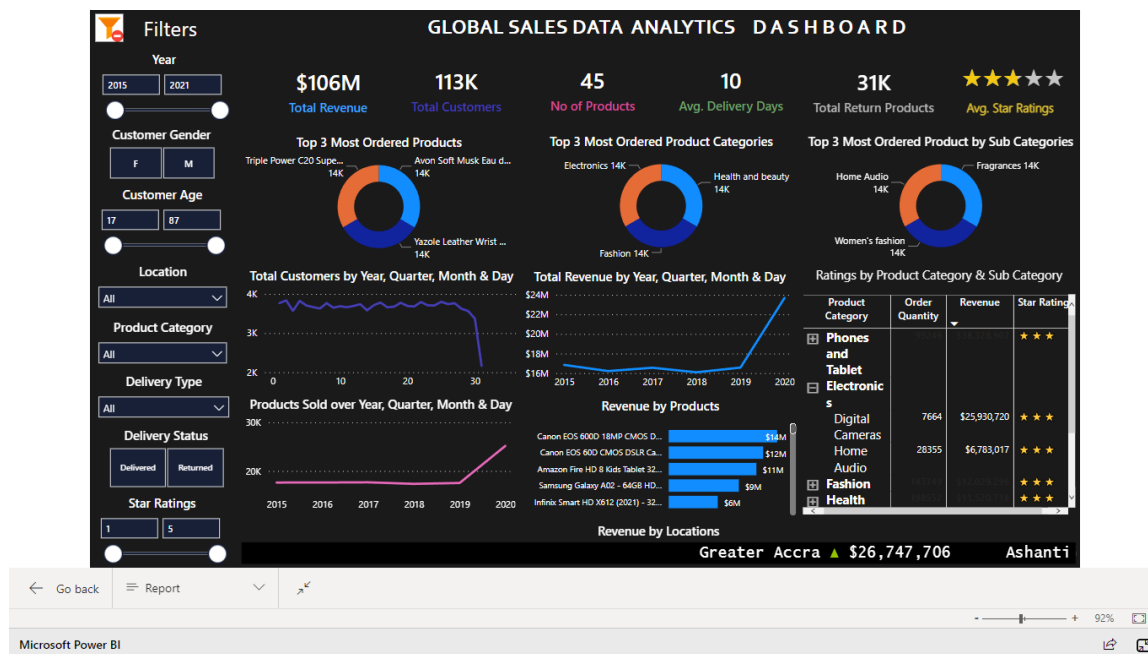 Filters
GLOBAL SALES DATA ANALYTICS DASHBOARD
Year
2015 2021
Customer Gender
F M
Customer Age
17 87
Location
All
Product Category
All
Delivery Type
All
Delivery Status
Delivered Returned
Star Ratings
1 5
$106M
Total Revenue
113K
Total Customers
45
No of Products
10
Avg. Delivery Days
31K
Total Return Products
Avg. Star Ratings
Top 3 Most Ordered Products
Triple Power C20 Supe...
14K
Avon Soft Musk Eau d...
14K
Yazole Leather Wrist ...
14K
Top 3 Most Ordered Product Categories
Electronics 14K
Health and beauty
14K
Fashion 14K
Top 3 Most Ordered Product by Sub Categories
Fragrances 14K
Home Audio
14K
Women's fashion
14K
Total Customers by Year, Quarter, Month & Day
4K
3K
2K
0 10 20 30
Total Revenue by Year, Quarter, Month & Day
$24M
$22M
$20M
$18M
$16M
2015 2016 2017 2018 2019 2020
Ratings by Product Category & Sub Category
Product Category Order Quantity Revenue Star Rating
Phones
and
Tablet
Electronic
s
Digital
Cameras
7664 $25,930,720
Home
Audio
28355 $6,783,017
Fashion
Health
Products Sold over Year, Quarter, Month & Day
30K
20K
2015 2016 2017 2018 2019 2020
Revenue by Products
Canon EOS 600D 18MP CMOS D... $14M
Canon EOS 60D CMOS DSLR Ca... $12M
Amazon Fire HD 8 Kids Tablet 32... $11M
Samsung Galaxy A02 - 64GB HD... $9M
Infinix Smart HD X612 (2021) - 32... $6M
Revenue by Locations
Greater Accra ▲ $26,747,706 Ashanti
Go back Report
- + 92%
Microsoft Power BI